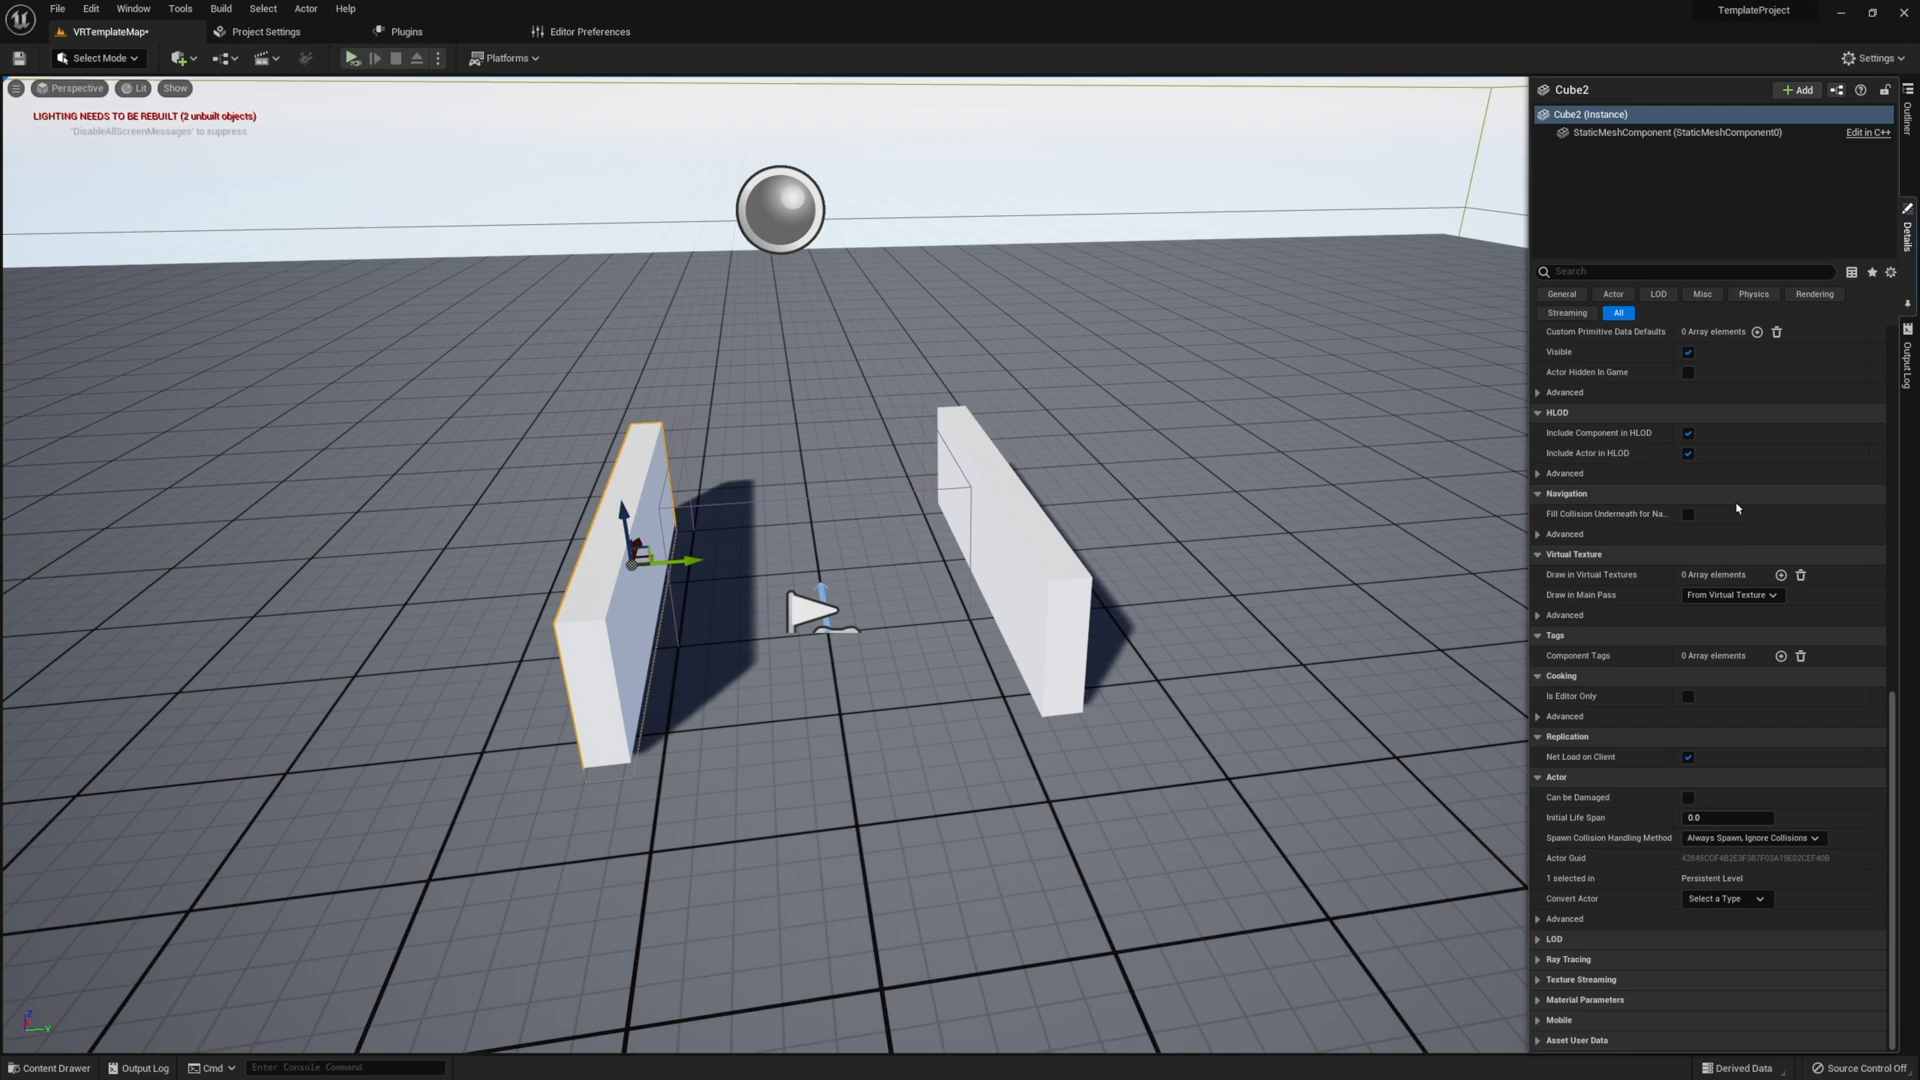 File Edit Window Tools Build Select Actor Help
TemplateProject
VRTemplateMap* Project Settings Plugins Editor Preferences
Select Mode Platforms Settings
Perspective Lit Show
LIGHTING NEEDS TO BE REBUILT (2 unbuilt objects)
'DisableAllScreenMessages' to suppress
Cube2 + Add
Cube2 (Instance)
StaticMeshComponent (StaticMeshComponent0) Edit in C++
Outliner
Details
Output Log
Search
General Actor LOD Misc Physics Rendering
Streaming All
Custom Primitive Data Defaults 0 Array elements
Visible
Actor Hidden In Game
Advanced
HLOD
Include Component in HLOD
Include Actor in HLOD
Advanced
Navigation
Fill Collision Underneath for Na...
Advanced
Virtual Texture
Draw in Virtual Textures 0 Array elements
Draw in Main Pass From Virtual Texture
Advanced
Tags
Component Tags 0 Array elements
Cooking
Is Editor Only
Advanced
Replication
Net Load on Client
Actor
Can be Damaged
Initial Life Span 0.0
Spawn Collision Handling Method Always Spawn, Ignore Collisions
Actor Guid 42845CDF4B2E3F387F03A19E02CEF40B
1 selected in Persistent Level
Convert Actor Select a Type
Advanced
LOD
Ray Tracing
Texture Streaming
Material Parameters
Mobile
Asset User Data
Z
Y
Content Drawer Output Log Cmd Enter Console Command Derived Data Source Control Off